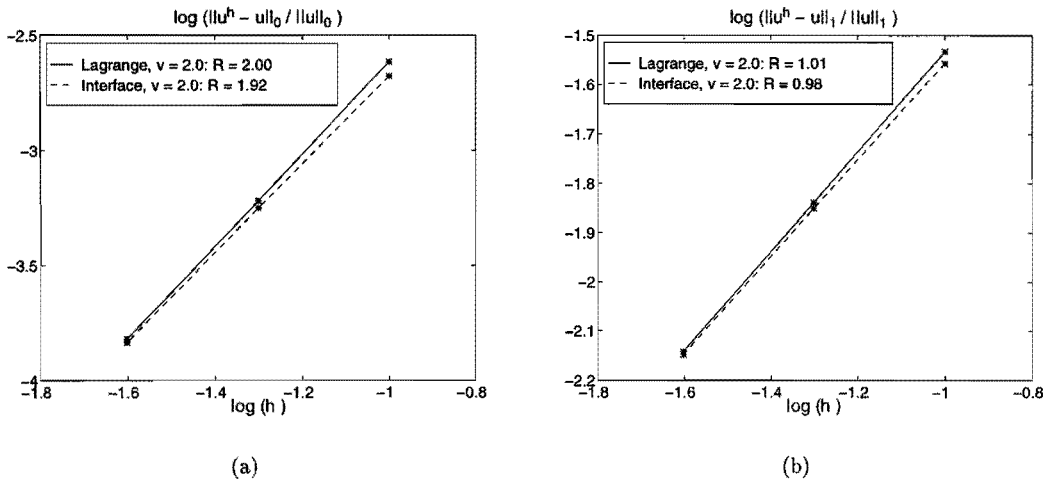 log (||u^h − u||_0 / ||u||_0 )
−2.5
−3
−3.5
−4
Lagrange, v = 2.0: R = 2.00
Interface, v = 2.0: R = 1.92
−1.8 −1.6 −1.4 −1.2 −1 −0.8
log (h )
(a)
log (||u^h − u||_1 / ||u||_1 )
−1.5
−1.6
−1.7
−1.8
−1.9
−2
−2.1
−2.2
Lagrange, v = 2.0: R = 1.01
Interface, v = 2.0: R = 0.98
−1.8 −1.6 −1.4 −1.2 −1 −0.8
log (h )
(b)